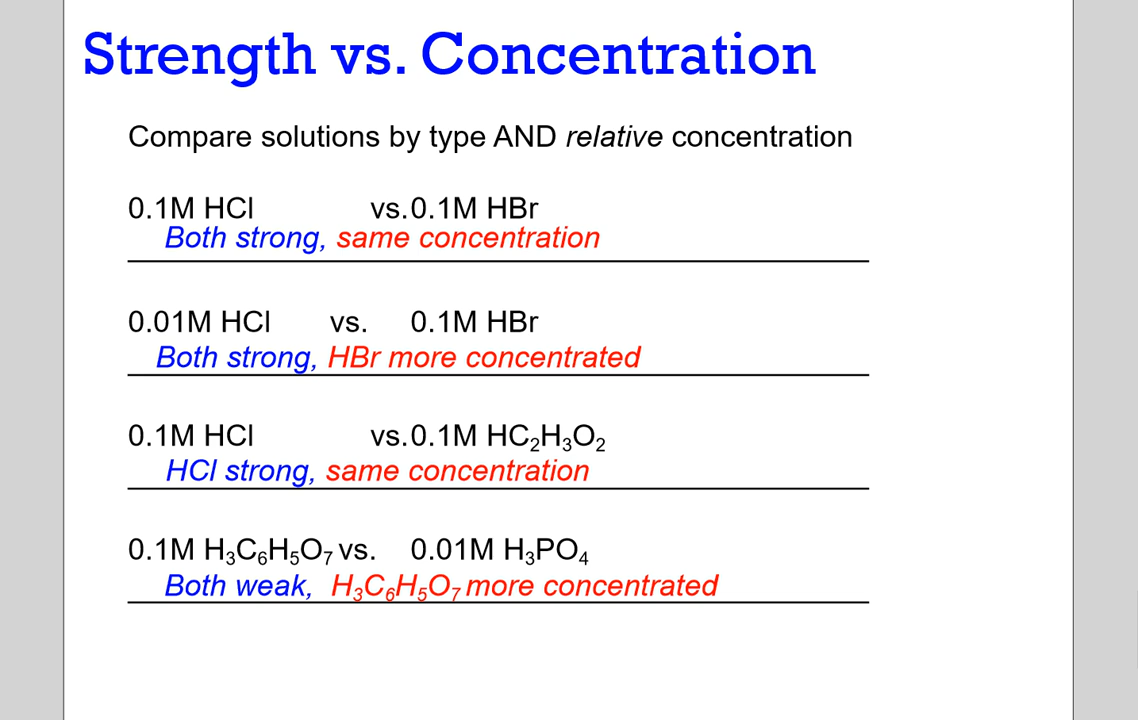 Strength vs. Concentration
Compare solutions by type AND relative concentration
0.1M HCl vs. 0.1M HBr
Both strong, same concentration
0.01M HCl vs. 0.1M HBr
Both strong, HBr more concentrated
0.1M HCl vs. 0.1M HC₂H₃O₂
HCl strong, same concentration
0.1M H₃C₆H₅O₇ vs. 0.01M H₃PO₄
Both weak, H₃C₆H₅O₇ more concentrated